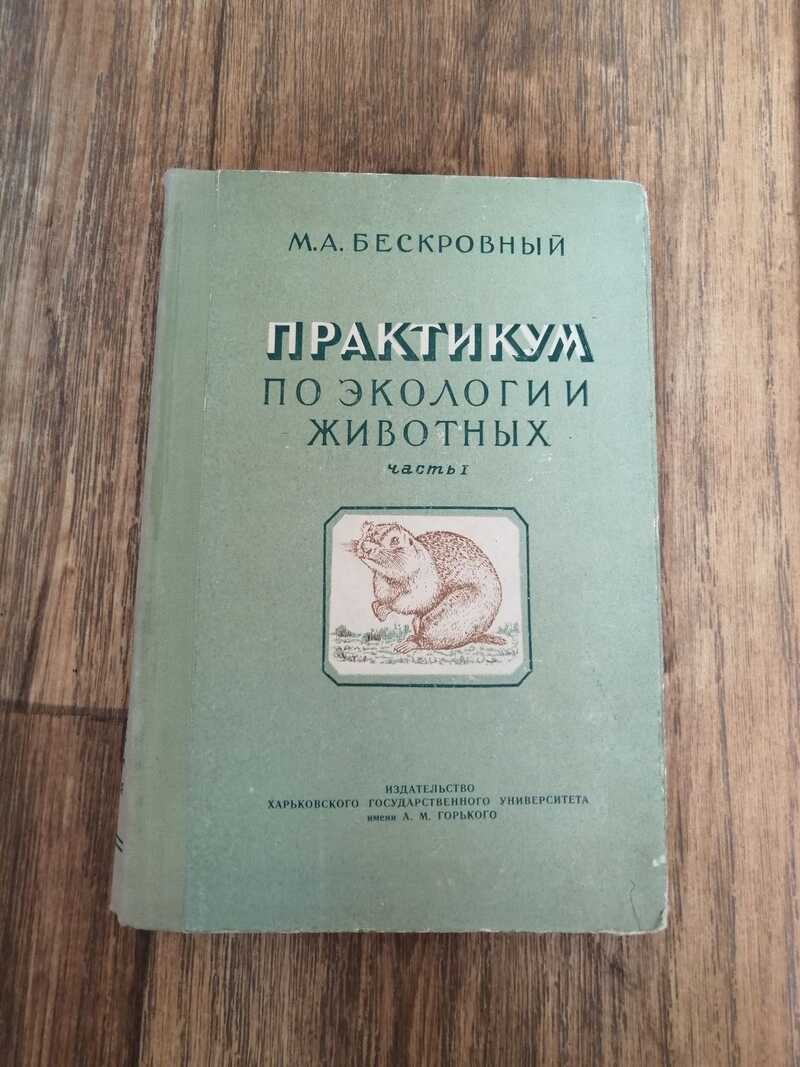 М.А. БЕСКРОВНЫЙ
ПРАКТИКУМ
ПО ЭКОЛОГИИ
ЖИВОТНЫХ
часть I
ИЗДАТЕЛЬСТВО
ХАРЬКОВСКОГО ГОСУДАРСТВЕННОГО УНИВЕРСИТЕТА
имени А. М. ГОРЬКОГО